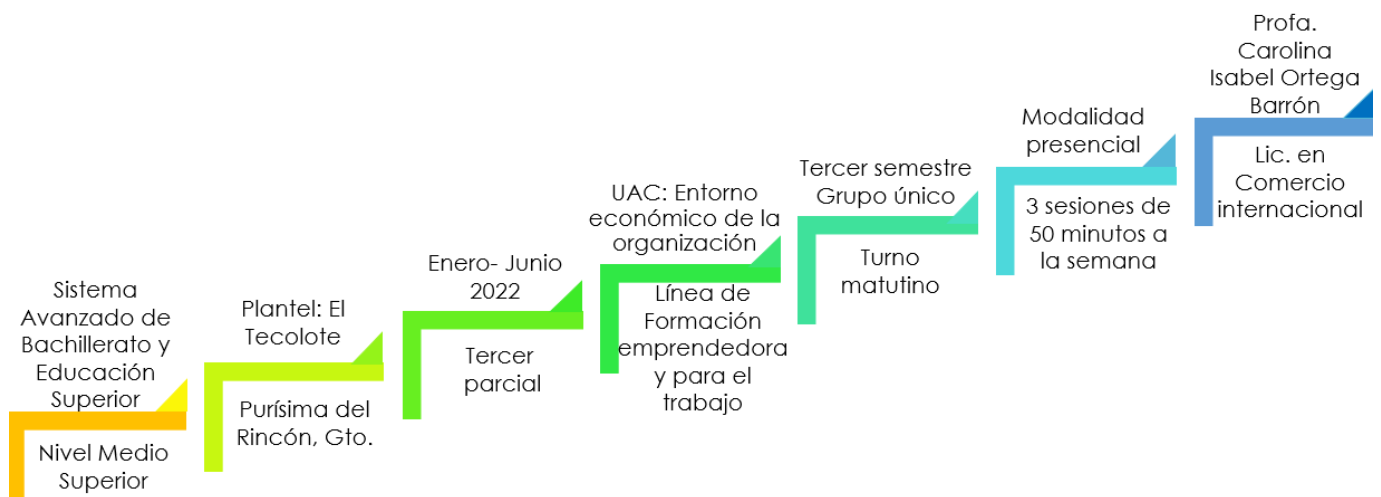 Sistema
Avanzado de
Bachillerato y
Educación
Superior
Nivel Medio
Superior
Plantel: El
Tecolote
Purísima del
Rincón, Gto.
Enero- Junio
2022
Tercer
parcial
UAC: Entorno
económico de la
organización
Línea de
Formación
emprendedora
y para el
trabajo
Tercer semestre
Grupo único
Turno
matutino
Modalidad
presencial
3 sesiones de
50 minutos a
la semana
Profa.
Carolina
Isabel Ortega
Barrón
Lic. en
Comercio
internacional